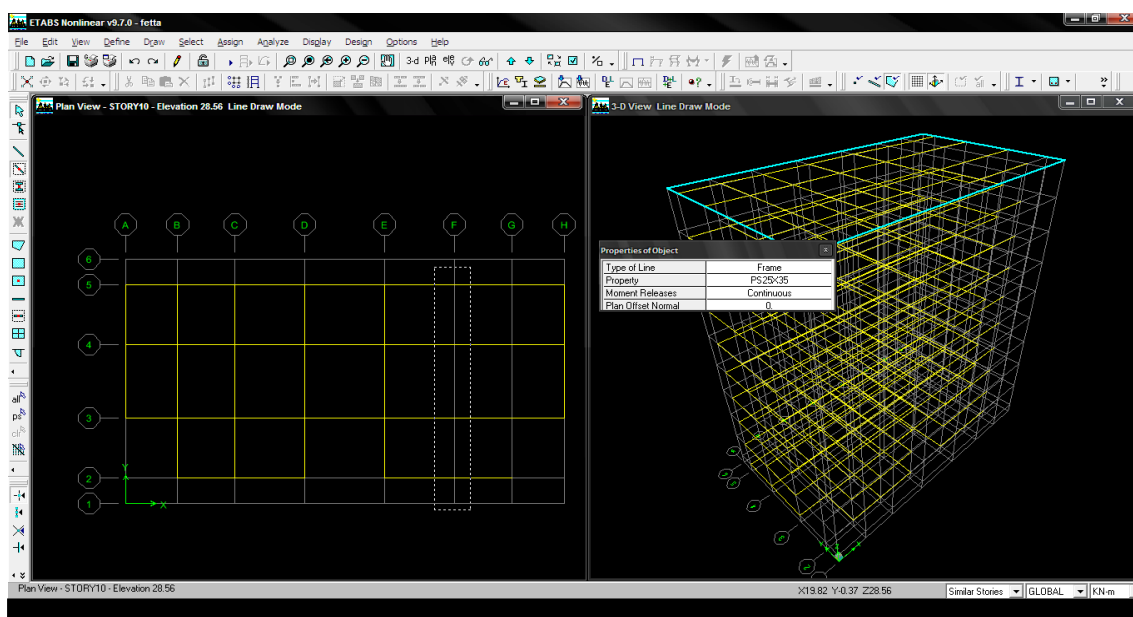 ETABS Nonlinear v9.7.0 - fetta
File Edit View Define Draw Select Assign Analyze Display Design Options Help
3-d
Plan View - STORY10 - Elevation 28.56 Line Draw Mode
3-D View Line Draw Mode
A B C D E F G H
6
5
4
3
2
1
Y
X
Properties of Object
Type of Line Frame
Property PS25X35
Moment Releases Continuous
Plan Offset Normal 0.
all
ps
clr
Plan View - STORY10 - Elevation 28.56
X19.82 Y-0.37 Z28.56
Similar Stories GLOBAL KN-m